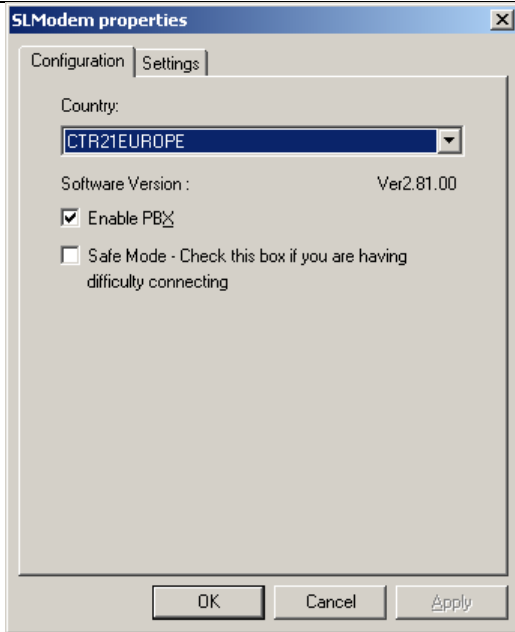 SLModem properties
Configuration Settings
Country:
CTR21EUROPE
Software Version : Ver2.81.00
Enable PBX
Safe Mode - Check this box if you are having
difficulty connecting
OK Cancel Apply